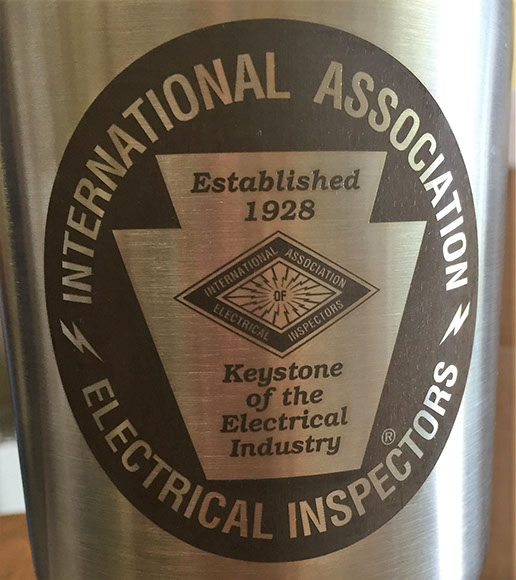 INTERNATIONAL ASSOCIATION
Established
1928
INTERNATIONAL ASSOCIATION
OF
ELECTRICAL INSPECTORS
Keystone
of the
Electrical
Industry
®
ELECTRICAL INSPECTORS